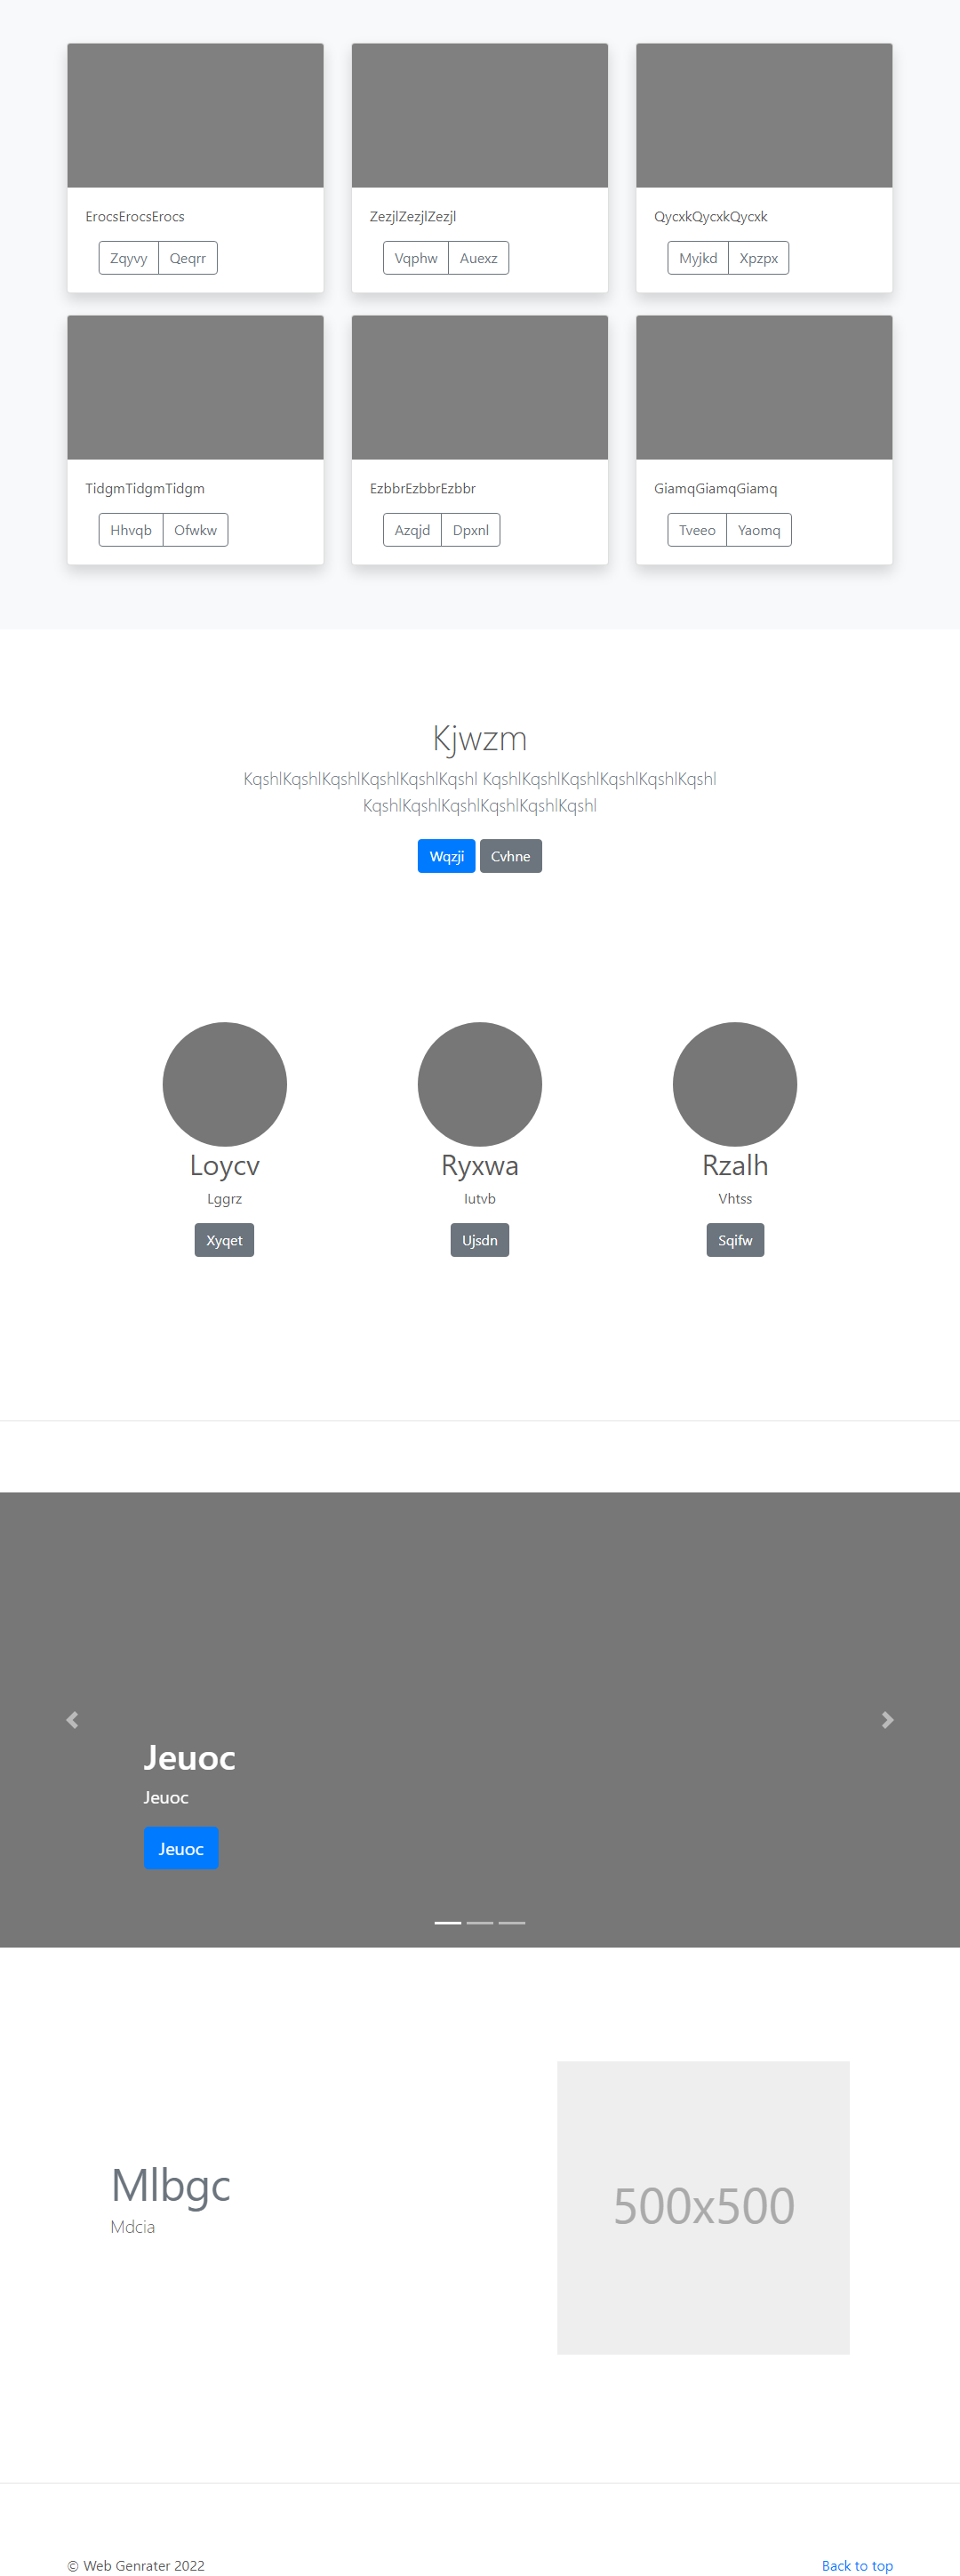 ErocsErocsErocs
Zqyvy Qeqrr
ZezjlZezjlZezjl
Vqphw Auexz
QycxkQycxkQycxk
Myjkd Xpzpx
TidgmTidgmTidgm
Hhvqb Ofwkw
EzbbrEzbbrEzbbr
Azqjd Dpxnl
GiamqGiamqGiamq
Tveeo Yaomq
Kjwzm
KqshlKqshlKqshlKqshlKqshlKqshl KqshlKqshlKqshlKqshlKqshlKqshl
KqshlKqshlKqshlKqshlKqshlKqshl
Wqzji Cvhne
Loycv
Lggrz
Xyqet
Ryxwa
Iutvb
Ujsdn
Rzalh
Vhtss
Sqifw
Jeuoc
Jeuoc
Jeuoc
Mlbgc
Mdcia
500x500
© Web Genrater 2022
Back to top